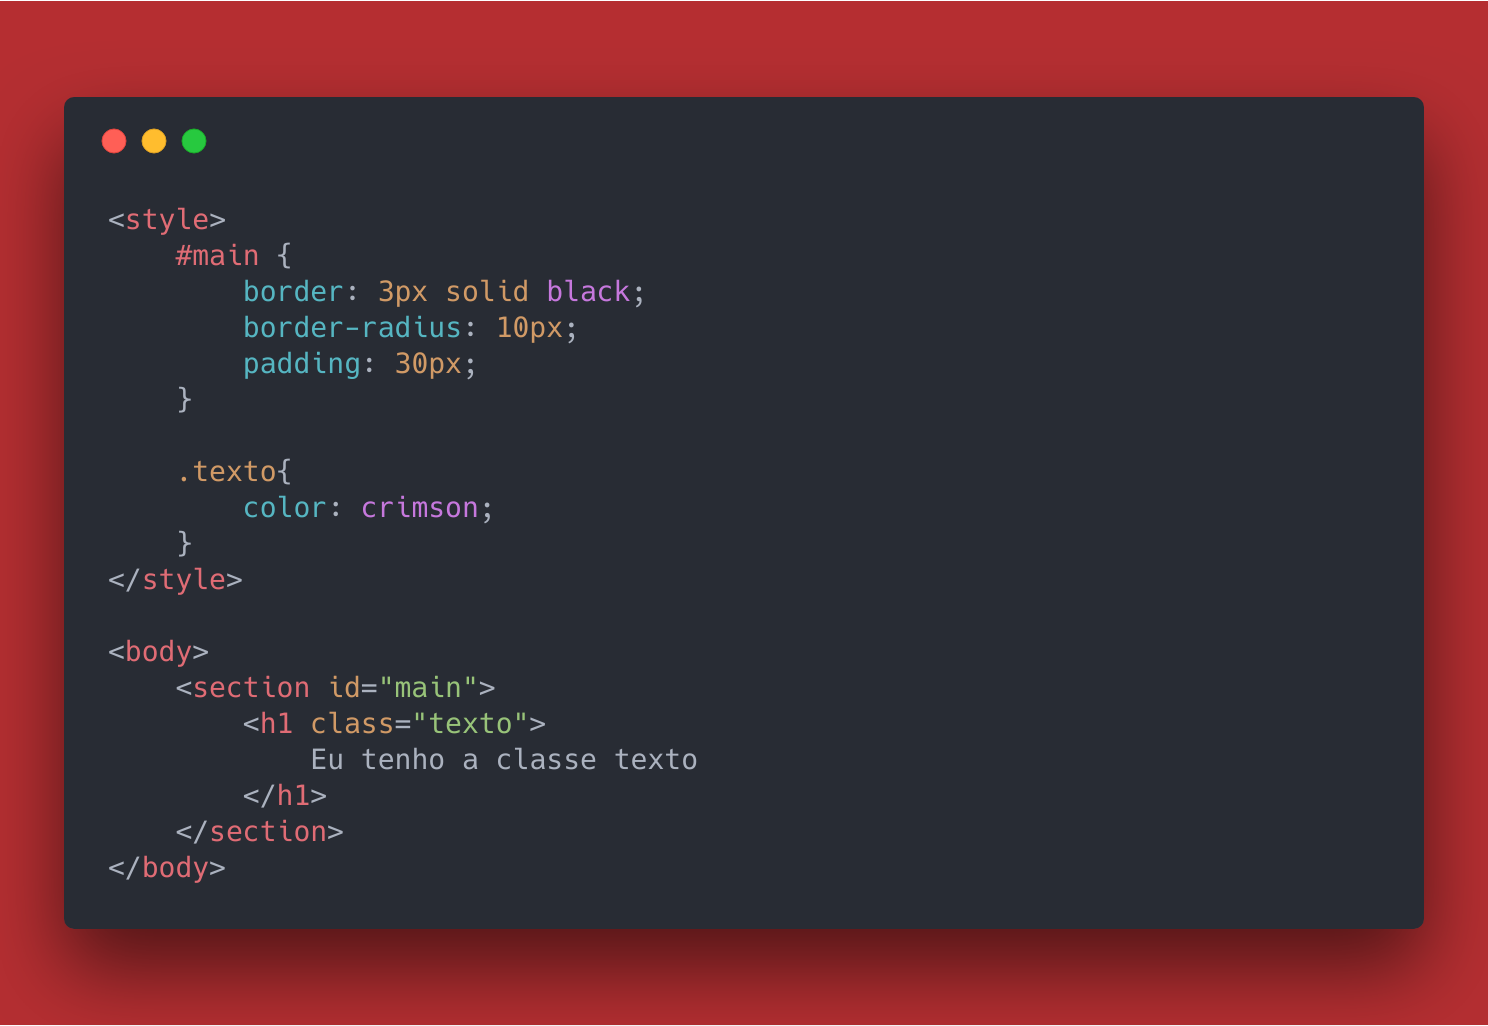 <style>
    #main {
        border: 3px solid black;
        border-radius: 10px;
        padding: 30px;
    }

    .texto{
        color: crimson;
    }
</style>

<body>
    <section id="main">
        <h1 class="texto">
            Eu tenho a classe texto
        </h1>
    </section>
</body>